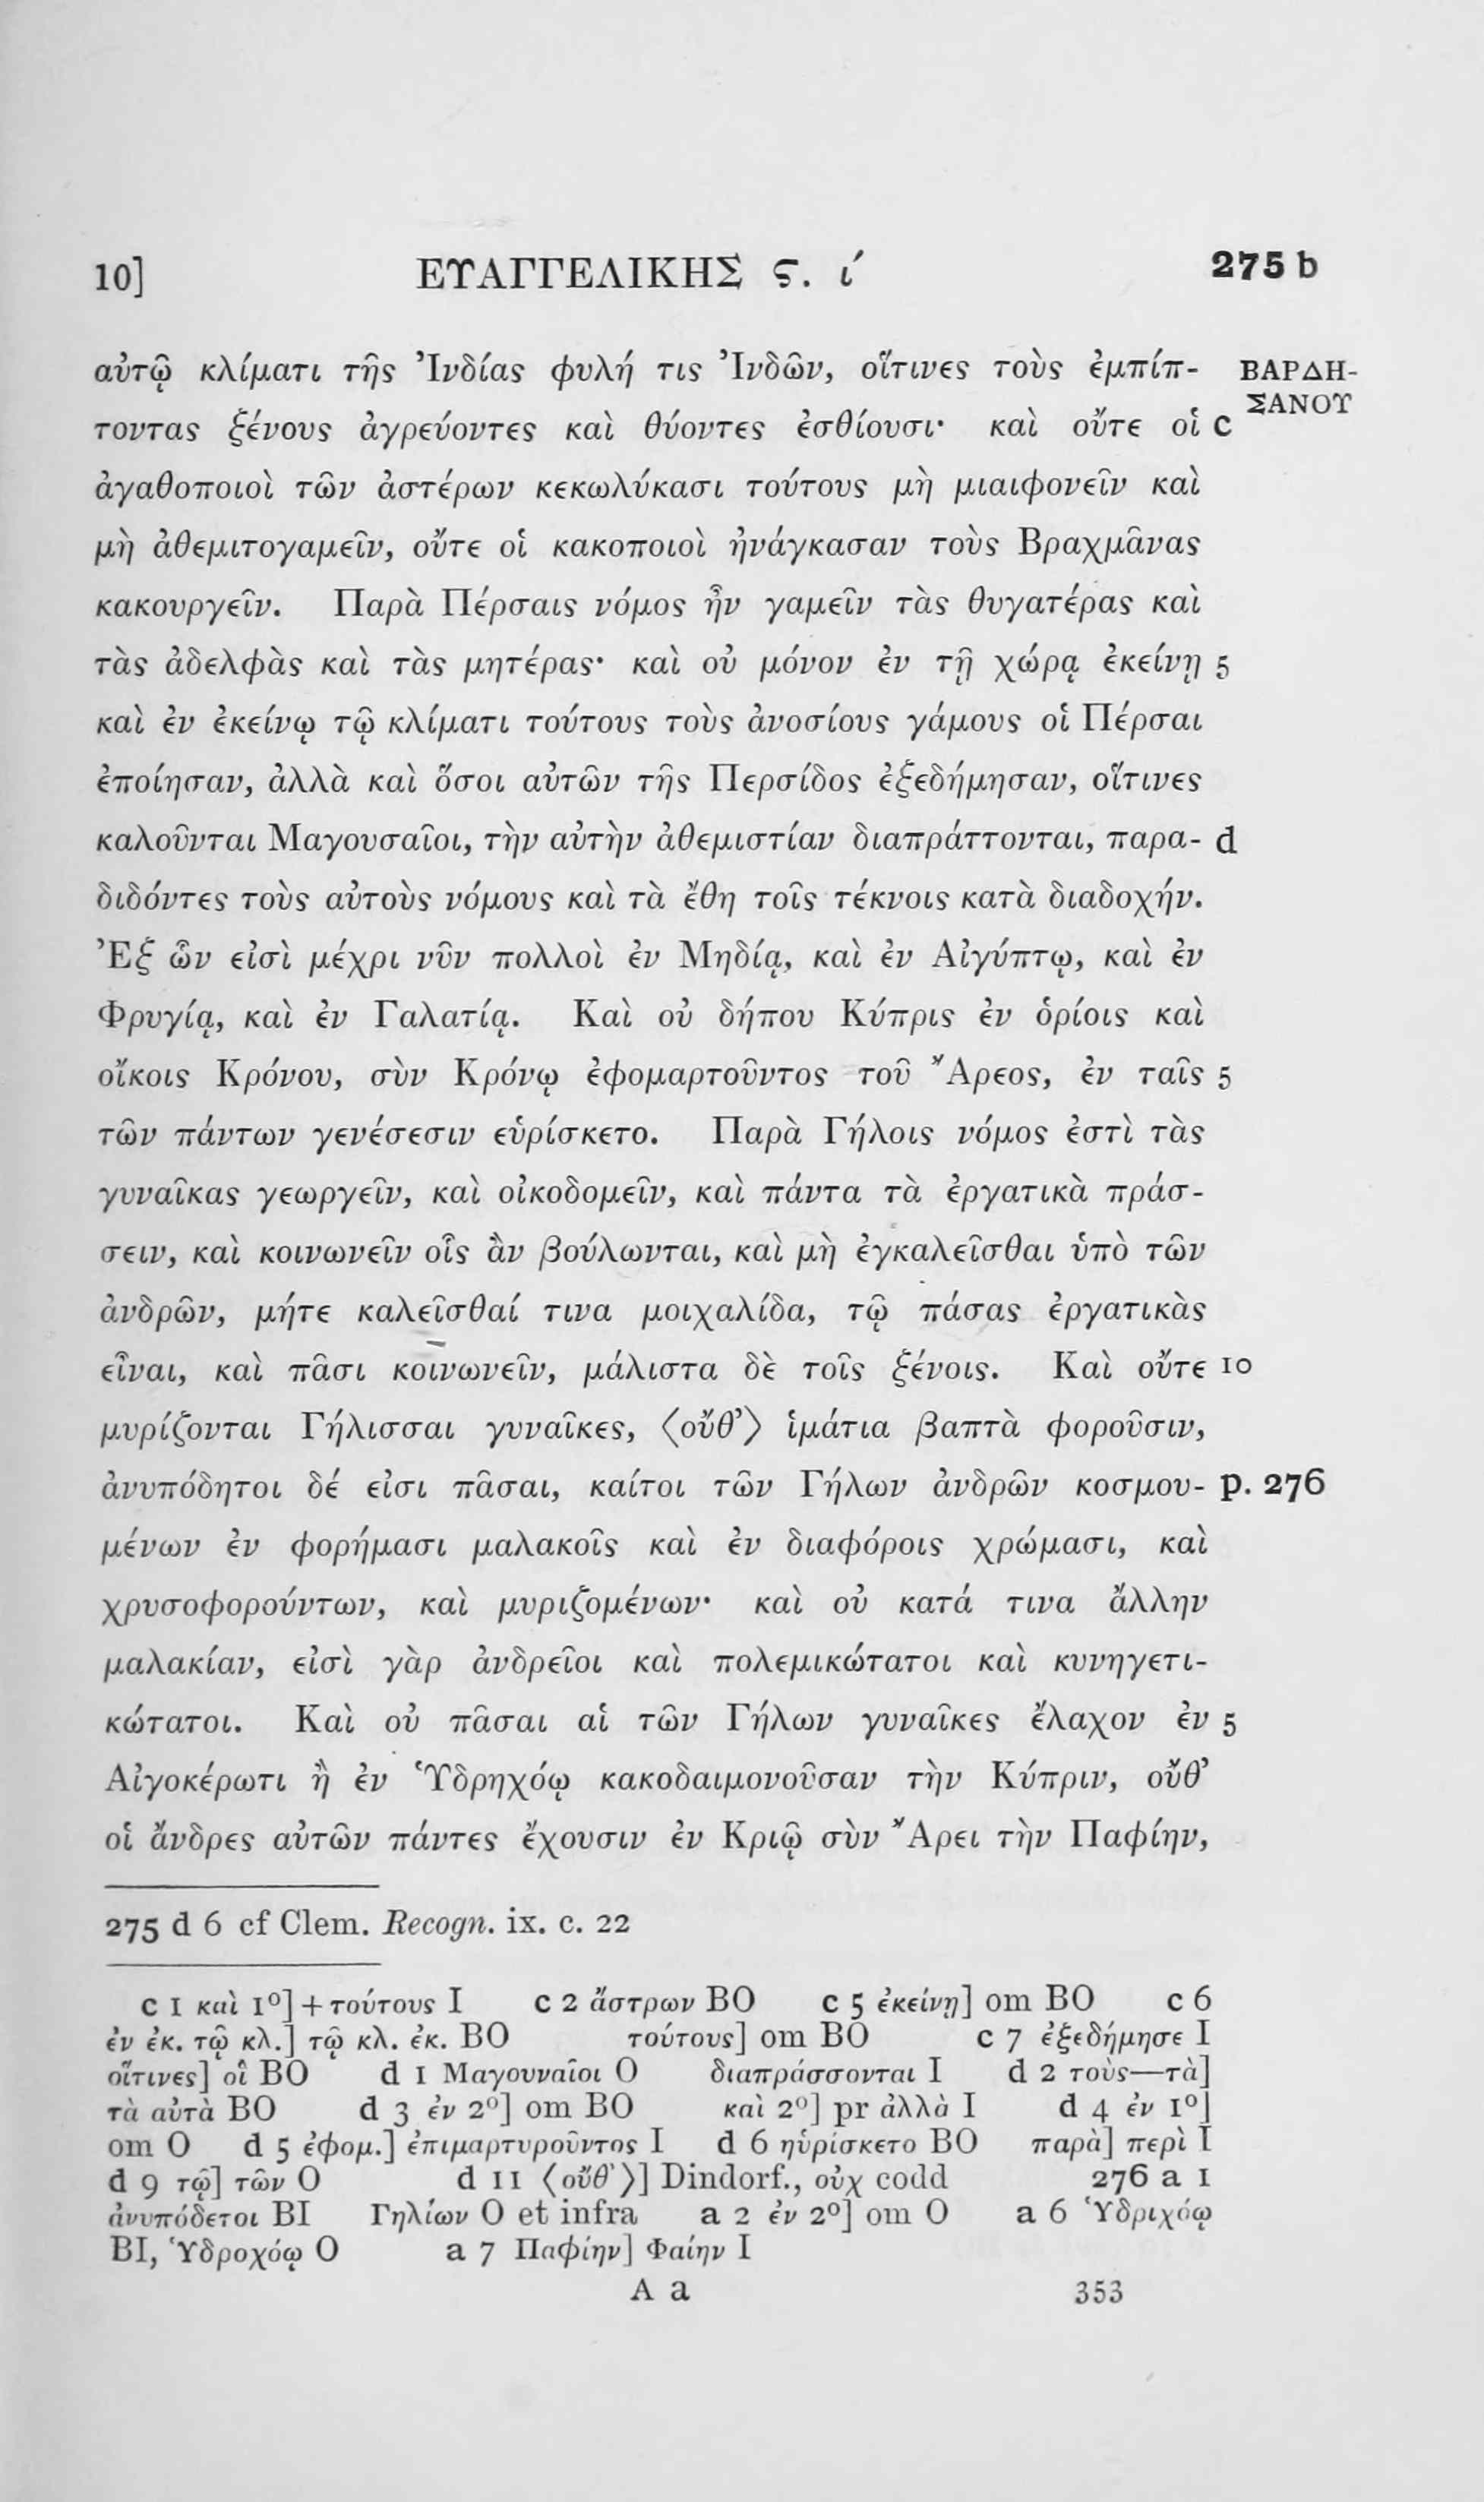 10] ΕΥΑΓΓΕΛΙΚΗΣ ς. ί 275 b
αὐτῷ κλίματι τῆς Ἰνδίας φυλή τις Ἰνδῶν, οἵτινες τοὺς ἐμπίπ- ΒΑΡΔΗ-
τοντας ξένους ἀγρεύοντες καὶ θύοντες ἐσθίουσι· καὶ οὔτε οἱ c ΣΑΝΟΥ
ἀγαθοποιοὶ τῶν ἀστέρων κεκωλύκασι τούτους μὴ μιαιφονεῖν καὶ
μὴ ἀθεμιτογαμεῖν, οὔτε οἱ κακοποιοὶ ἠνάγκασαν τοὺς Βραχμᾶνας
κακουργεῖν. Παρὰ Πέρσαις νόμος ἦν γαμεῖν τὰς θυγατέρας καὶ
τὰς ἀδελφὰς καὶ τὰς μητέρας· καὶ οὐ μόνον ἐν τῇ χώρᾳ ἐκείνῃ 5
καὶ ἐν ἐκείνῳ τῷ κλίματι τούτους τοὺς ἀνοσίους γάμους οἱ Πέρσαι
ἐποίησαν, ἀλλὰ καὶ ὅσοι αὐτῶν τῆς Περσίδος ἐξεδήμησαν, οἵτινες
καλοῦνται Μαγουσαῖοι, τὴν αὐτὴν ἀθεμιστίαν διαπράττονται, παρα- d
διδόντες τοὺς αὐτοὺς νόμους καὶ τὰ ἔθη τοῖς τέκνοις κατὰ διαδοχήν.
Ἐξ ὧν εἰσὶ μέχρι νῦν πολλοὶ ἐν Μηδίᾳ, καὶ ἐν Αἰγύπτῳ, καὶ ἐν
Φρυγίᾳ, καὶ ἐν Γαλατίᾳ. Καὶ οὐ δήπου Κύπρις ἐν ὁρίοις καὶ
οἴκοις Κρόνου, σὺν Κρόνῳ ἐφομαρτοῦντος τοῦ Ἄρεος, ἐν ταῖς 5
τῶν πάντων γενέσεσιν εὑρίσκετο. Παρὰ Γήλοις νόμος ἐστὶ τὰς
γυναῖκας γεωργεῖν, καὶ οἰκοδομεῖν, καὶ πάντα τὰ ἐργατικὰ πράσ-
σειν, καὶ κοινωνεῖν οἷς ἂν βούλωνται, καὶ μὴ ἐγκαλεῖσθαι ὑπὸ τῶν
ἀνδρῶν, μήτε καλεῖσθαί τινα μοιχαλίδα, τῷ πάσας ἐργατικὰς
εἶναι, καὶ πᾶσι κοινωνεῖν, μάλιστα δὲ τοῖς ξένοις. Καὶ οὔτε 10
μυρίζονται Γήλισσαι γυναῖκες, ⟨οὔθ’⟩ ἱμάτια βαπτὰ φοροῦσιν,
ἀνυπόδητοι δέ εἰσι πᾶσαι, καίτοι τῶν Γήλων ἀνδρῶν κοσμου- p. 276
μένων ἐν φορήμασι μαλακοῖς καὶ ἐν διαφόροις χρώμασι, καὶ
χρυσοφορούντων, καὶ μυριζομένων· καὶ οὐ κατά τινα ἄλλην
μαλακίαν, εἰσὶ γὰρ ἀνδρεῖοι καὶ πολεμικώτατοι καὶ κυνηγετι-
κώτατοι. Καὶ οὐ πᾶσαι αἱ τῶν Γήλων γυναῖκες ἔλαχον ἐν 5
Αἰγοκέρωτι ἢ ἐν Ὑδρηχόῳ κακοδαιμονοῦσαν τὴν Κύπριν, οὔθ’
οἱ ἄνδρες αὐτῶν πάντες ἔχουσιν ἐν Κριῷ σὺν Ἄρει τὴν Παφίην,
275 d 6 cf Clem. Recogn. ix. c. 22
c 1 καὶ 1⁰] + τούτους I c 2 ἄστρων BO c 5 ἐκείνῃ] om BO c 6
ἐν ἐκ. τῷ κλ.] τῷ κλ. ἐκ. BO τούτους] om BO c 7 ἐξεδήμησε I
οἵτινες] οἳ BO d 1 Μαγουναῖοι O διαπράσσονται I d 2 τοὺς—τὰ]
τὰ αὐτὰ BO d 3 ἐν 2⁰] om BO καὶ 2⁰] pr ἀλλὰ I d 4 ἐν 1⁰]
om O d 5 ἐφομ.] ἐπιμαρτυροῦντος I d 6 ηὑρίσκετο BO παρὰ] περὶ I
d 9 τῷ] τῶν O d 11 ⟨οὔθ’⟩] Dindorf., οὐχ codd 276 a 1
ἀνυπόδετοι BI Γηλίων O et infra a 2 ἐν 2⁰] om O a 6 Ὑδριχόῳ
BI, Ὑδροχόῳ O a 7 Παφίην] Φαίην I
A a 353